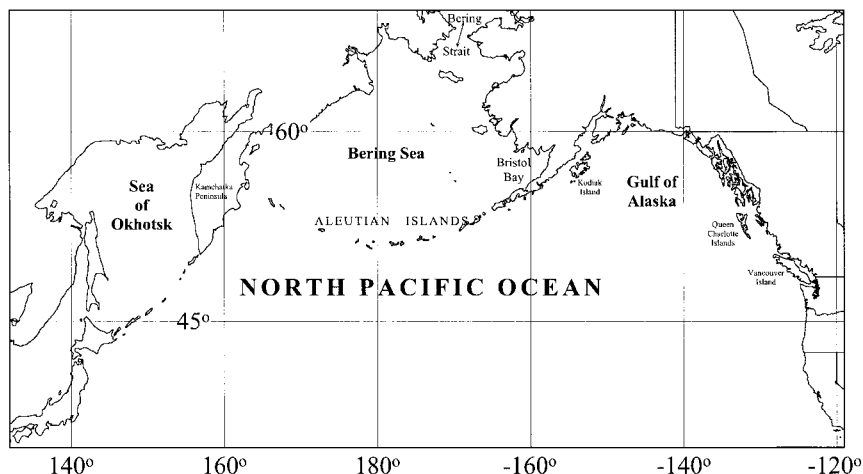 Bering
Strait
60°
Bering Sea
Bristol
Bay
Sea
of
Okhotsk
Kamchatka
Peninsula
Kodiak
Island
Gulf of
Alaska
ALEUTIAN ISLANDS
Queen
Charlotte
Islands
Vancouver
Island
NORTH PACIFIC OCEAN
45°
140° 160° 180° -160° -140° -120°